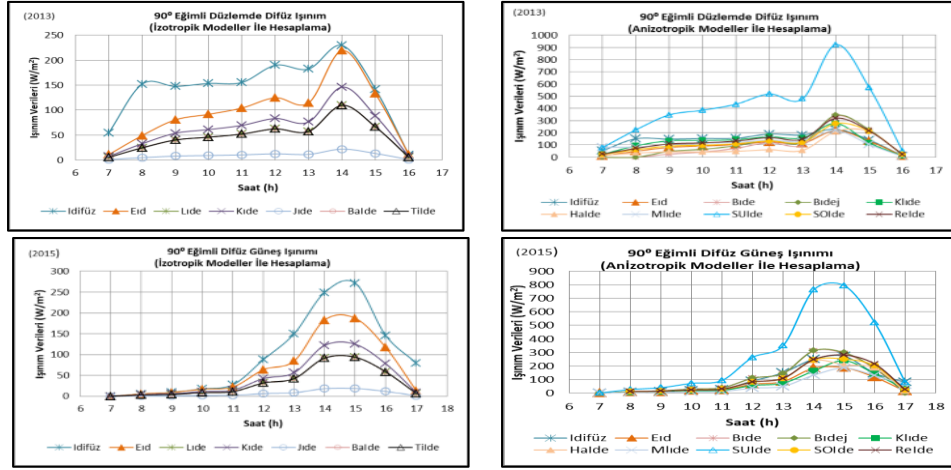 (2013)
90° Eğimli Düzlemde Difüz Işınım
(İzotropik Modeller İle Hesaplama)
Işınım Verileri (W/m²)
250
200
150
100
50
0
6 7 8 9 10 11 12 13 14 15 16 17
Saat (h)
Idifüz Eıd Lıde Kıde Jıde Balde Tilde
(2013)
90° Eğimli Düzlemde Difüz Işınım
(Anizotropik Modeller İle Hesaplama)
Işınım Verileri (W/m²)
1000
900
800
700
600
500
400
300
200
100
0
6 7 8 9 10 11 12 13 14 15 16 17
Saat (h)
Idifüz Eıd Bıde Bıdej Klıde
Halde Mlıde SUIde SOIde Relde
(2015)
90° Eğimli Difüz Güneş Işınımı
(İzotropik Modeller İle Hesaplama)
Işınım Verileri (W/m²)
300
250
200
150
100
50
0
6 7 8 9 10 11 12 13 14 15 16 17 18
Saat (h)
Idifüz Eıd Lıde Kıde Jıde Balde Tilde
(2015)
90° Eğimli Difüz Güneş Işınımı
(Anİzotropik Modeller İle Hesaplama)
Işınım Verileri (W/m²)
900
800
700
600
500
400
300
200
100
0
6 7 8 9 10 11 12 13 14 15 16 17 18
Saat (h)
Idifüz Eıd Bıde Bıdej Klıde
Halde Mlıde SUIde SOIde Relde